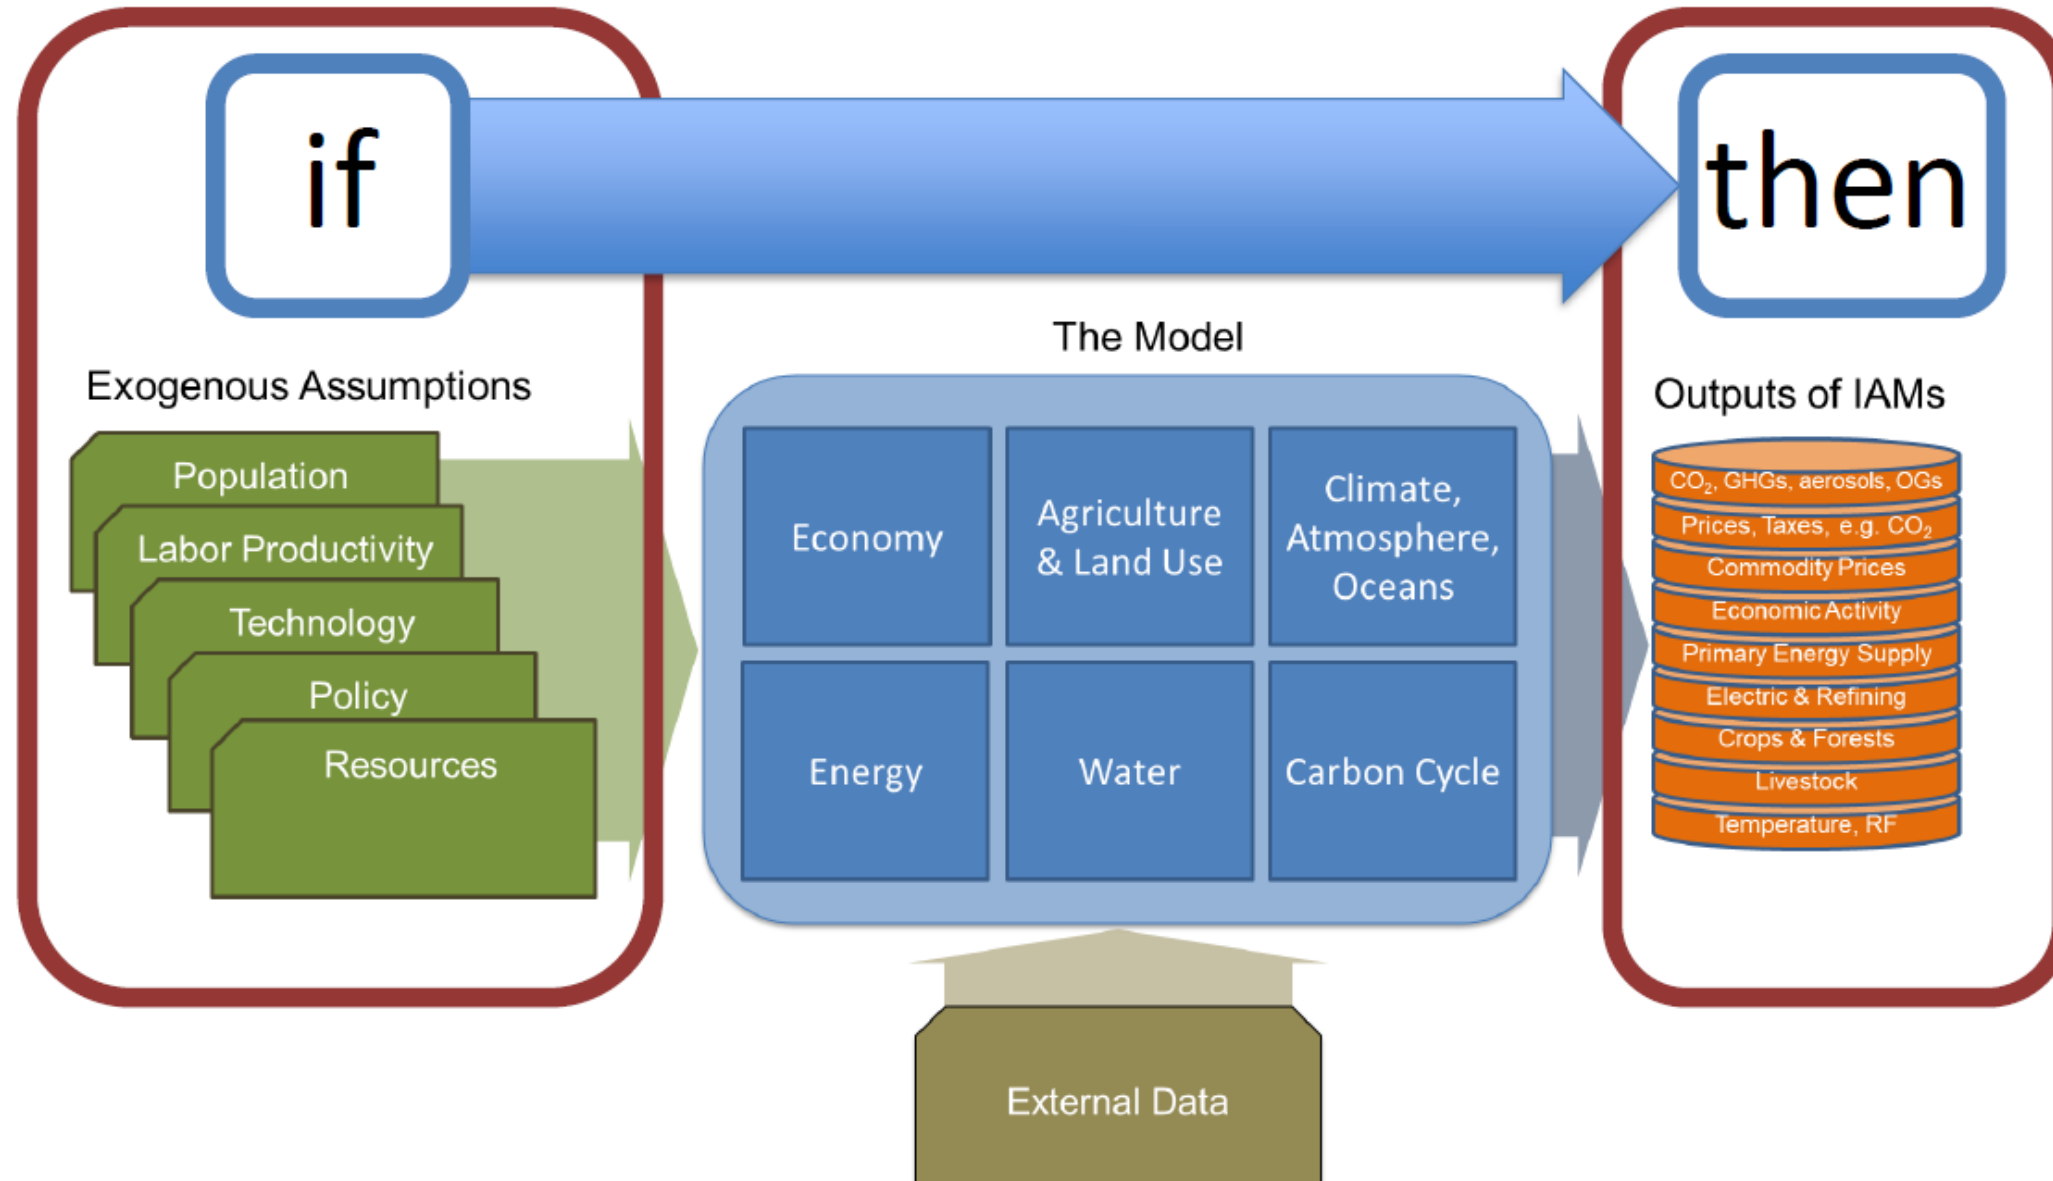 if
then
The Model
Exogenous Assumptions
Outputs of IAMs
Population
Labor Productivity
Technology
Policy
Resources
Economy
Agriculture
& Land Use
Climate,
Atmosphere,
Oceans
Energy
Water
Carbon Cycle
CO₂, GHGs, aerosols, OGs
Prices, Taxes, e.g. CO₂
Commodity Prices
Economic Activity
Primary Energy Supply
Electric & Refining
Crops & Forests
Livestock
Temperature, RF
External Data